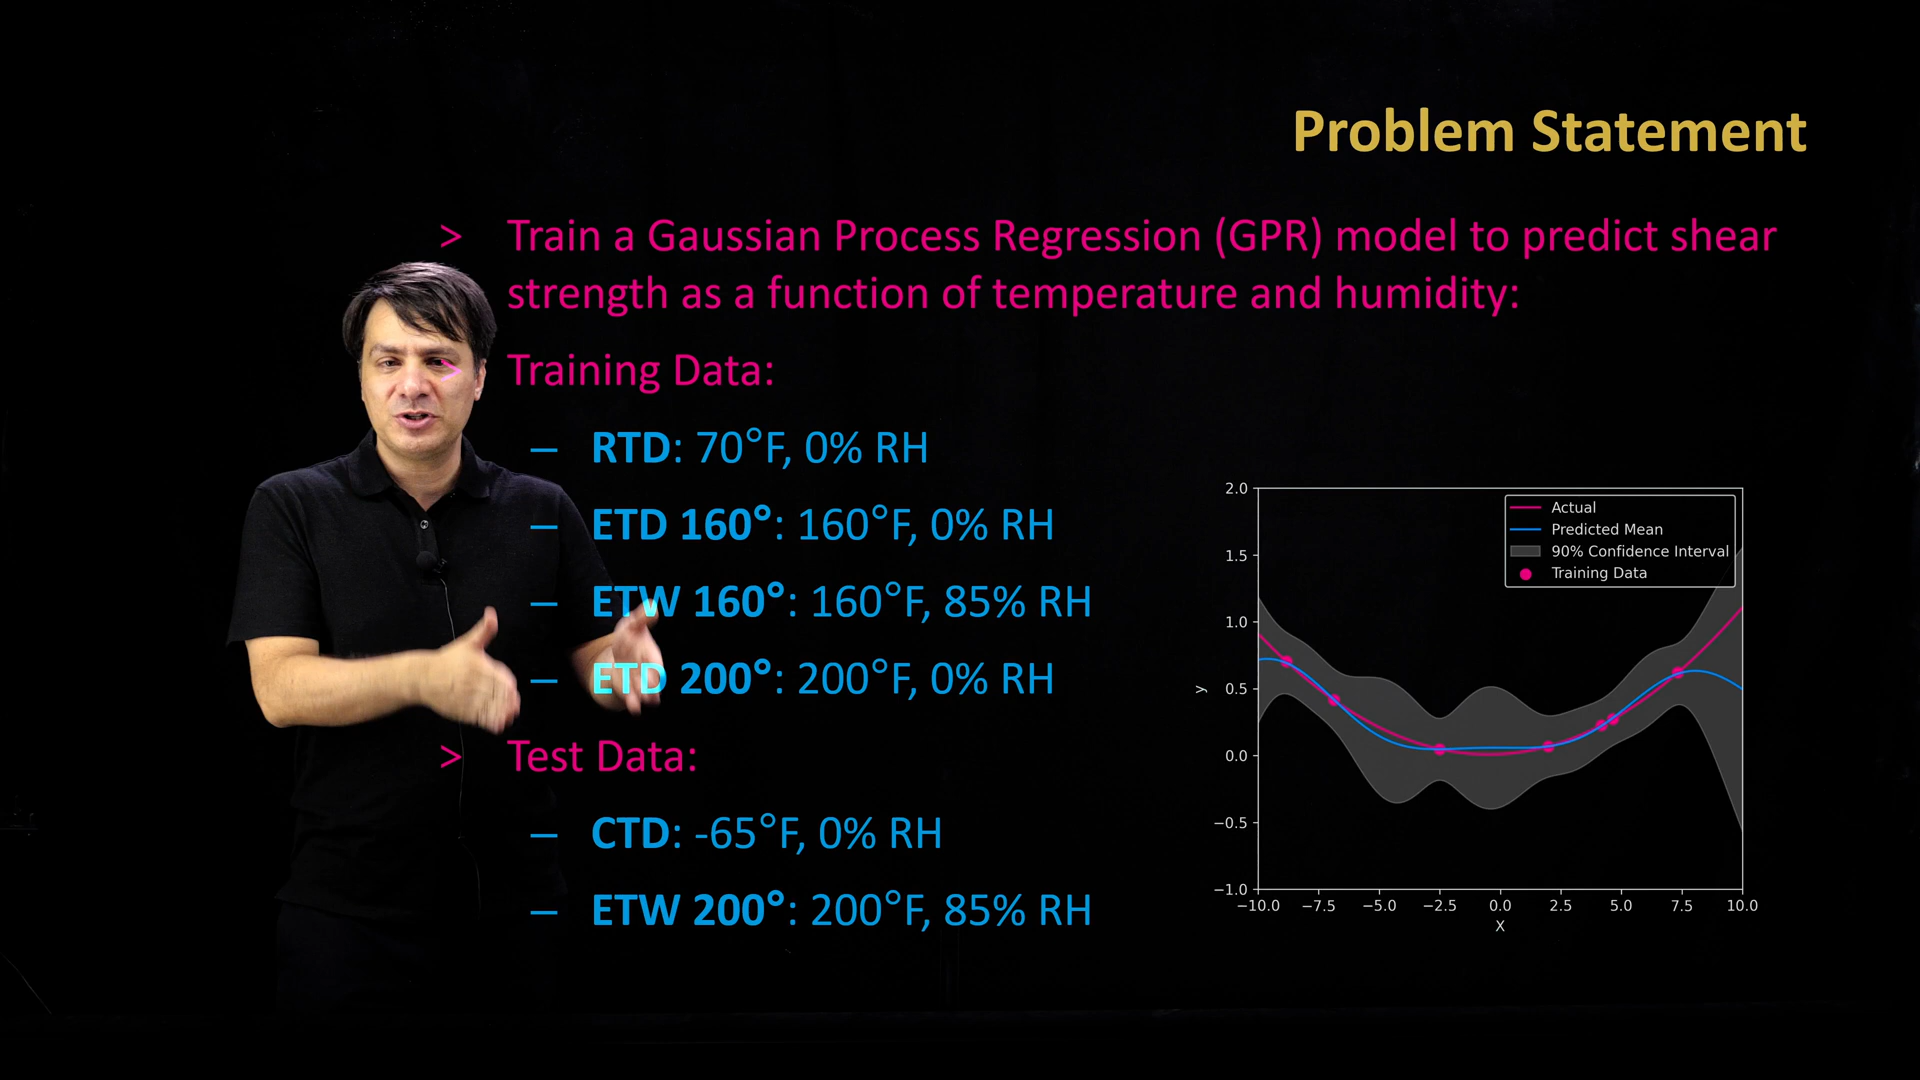 Problem Statement
> Train a Gaussian Process Regression (GPR) model to predict shear
strength as a function of temperature and humidity:
> Training Data:
– RTD: 70°F, 0% RH
– ETD 160°: 160°F, 0% RH
– ETW 160°: 160°F, 85% RH
– ETD 200°: 200°F, 0% RH
> Test Data:
– CTD: -65°F, 0% RH
– ETW 200°: 200°F, 85% RH
Actual
Predicted Mean
90% Confidence Interval
Training Data
2.0
1.5
1.0
0.5
0.0
−0.5
−1.0
y
−10.0 −7.5 −5.0 −2.5 0.0 2.5 5.0 7.5 10.0
X